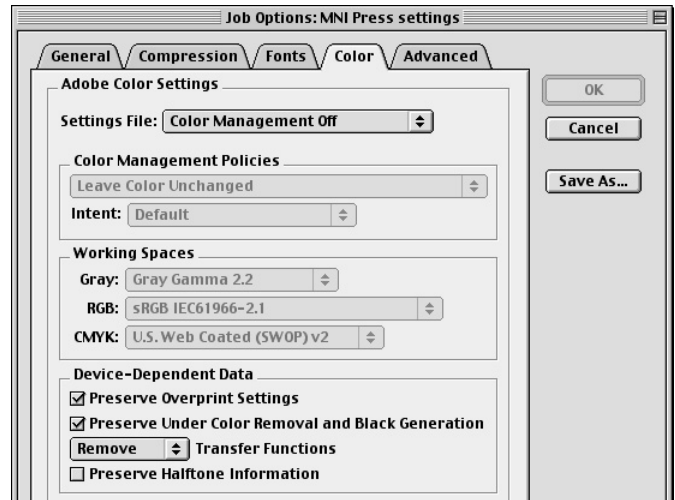 Job Options: MNI Press settings
General Compression Fonts Color Advanced
Adobe Color Settings
OK
Settings File: Color Management Off
Cancel
Color Management Policies
Leave Color Unchanged
Save As...
Intent: Default
Working Spaces
Gray: Gray Gamma 2.2
RGB: sRGB IEC61966-2.1
CMYK: U.S. Web Coated (SWOP) v2
Device-Dependent Data
Preserve Overprint Settings
Preserve Under Color Removal and Black Generation
Remove Transfer Functions
Preserve Halftone Information